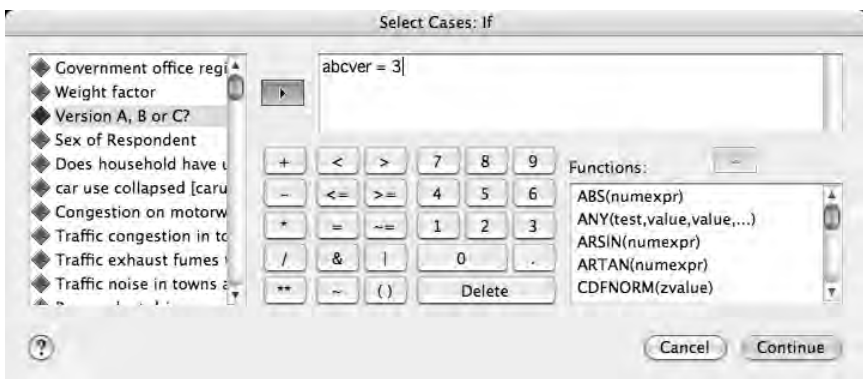 Select Cases: If
abcver = 3
Government office regi
Weight factor
Version A, B or C?
Sex of Respondent
Does household have
car use collapsed [caru
Congestion on motorw
Traffic congestion in to
Traffic exhaust fumes
Traffic noise in towns
+ < > 7 8 9
- <= >= 4 5 6
* = ~= 1 2 3
/ & | 0 .
** ~ ( ) Delete
Functions:
ABS(numexpr)
ANY(test,value,value,...)
ARSIN(numexpr)
ARTAN(numexpr)
CDFNORM(zvalue)
? Cancel Continue